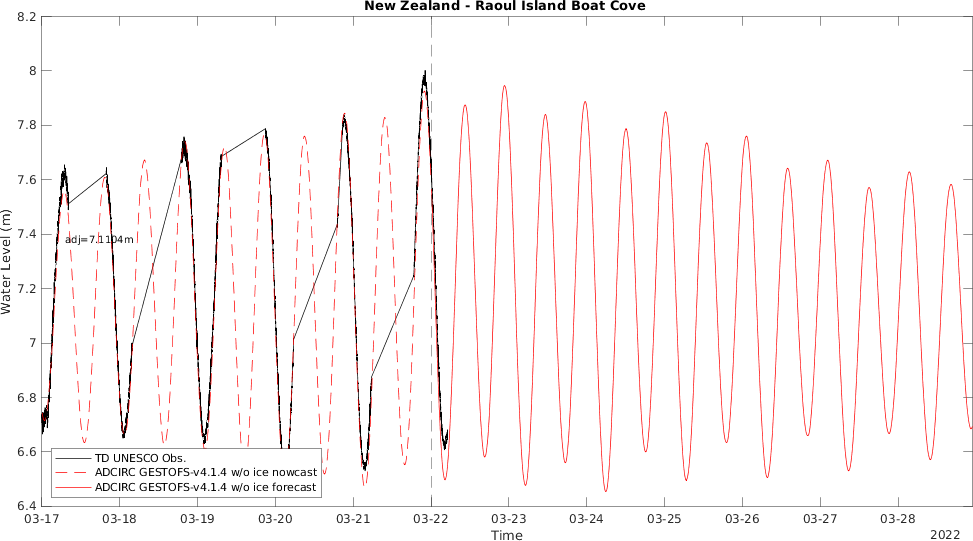 New Zealand - Raoul Island Boat Cove
8.2
8
7.8
7.6
7.4
7.2
7
6.8
6.6
6.4
Water Level (m)
adj=7.1104m
TD UNESCO Obs.
ADCIRC GESTOFS-v4.1.4 w/o ice nowcast
ADCIRC GESTOFS-v4.1.4 w/o ice forecast
03-17 03-18 03-19 03-20 03-21 03-22 03-23 03-24 03-25 03-26 03-27 03-28
Time
2022